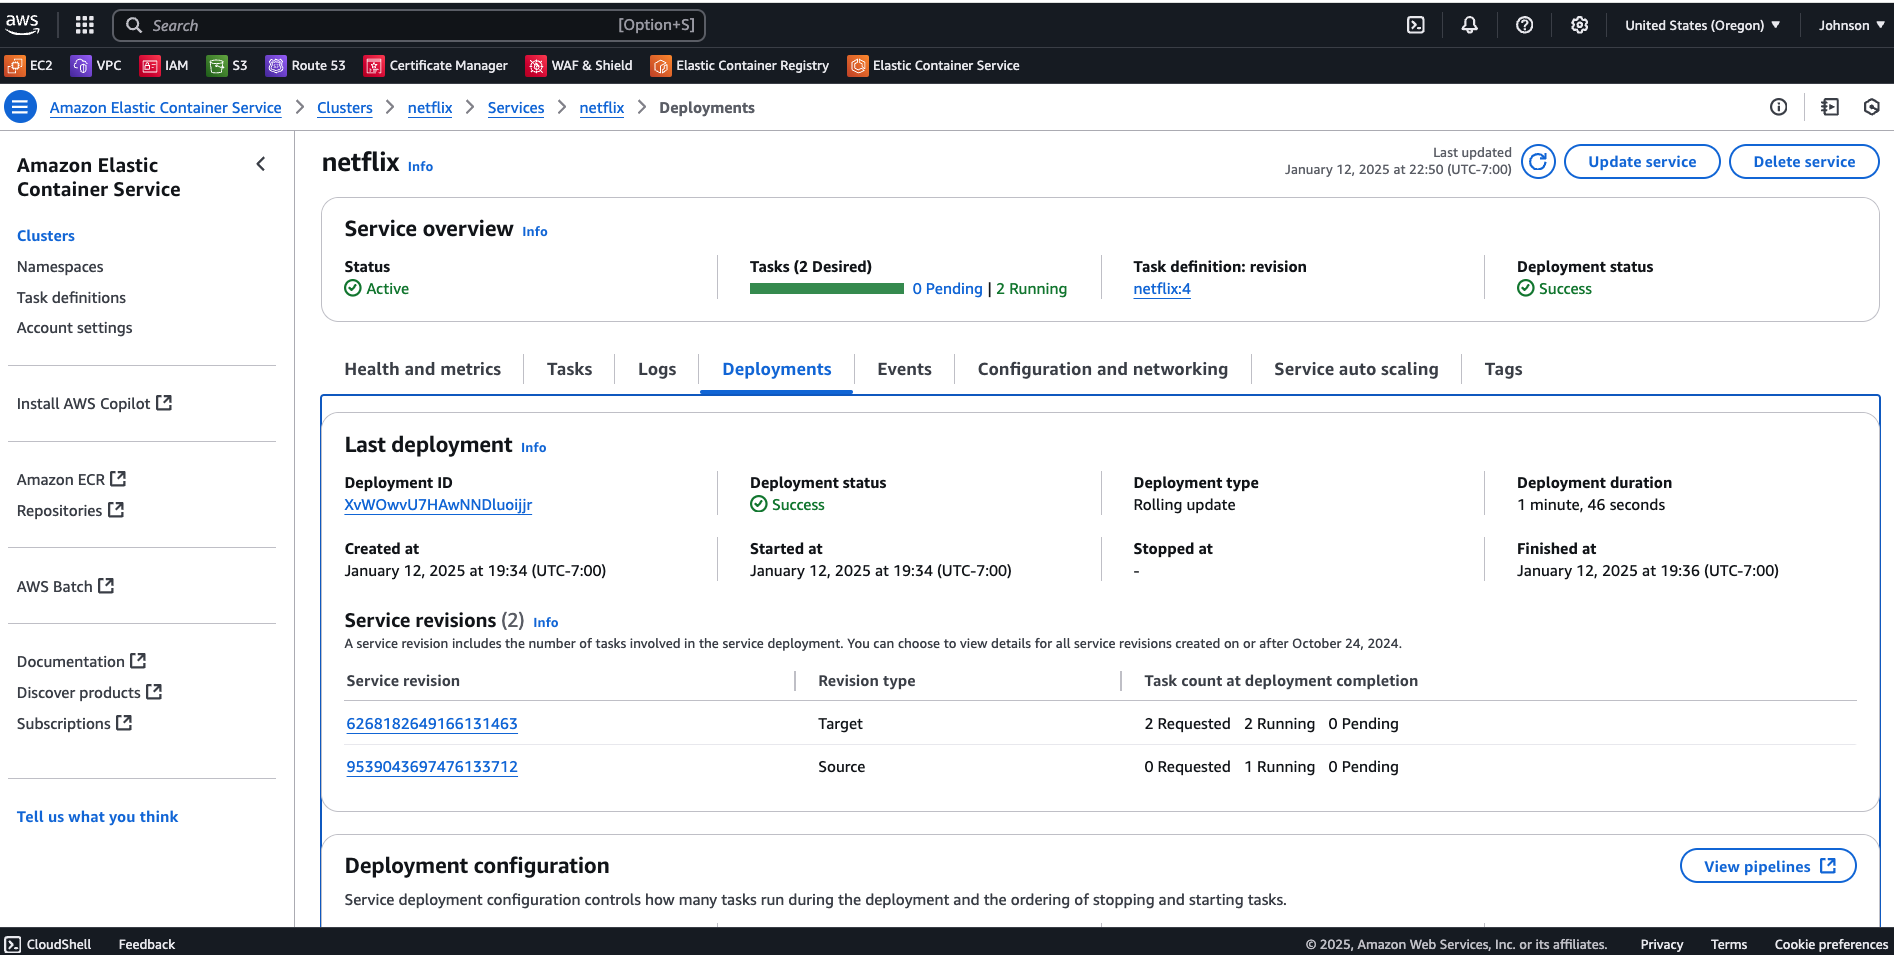 aws Search [Option+S] United States (Oregon) Johnson
EC2 VPC IAM S3 Route 53 Certificate Manager WAF & Shield Elastic Container Registry Elastic Container Service
Amazon Elastic Container Service Clusters netflix Services netflix Deployments
Amazon Elastic
Container Service
Clusters
Namespaces
Task definitions
Account settings
Install AWS Copilot
Amazon ECR
Repositories
AWS Batch
Documentation
Discover products
Subscriptions
Tell us what you think
netflix Info
Last updated
January 12, 2025 at 22:50 (UTC-7:00)
Update service
Delete service
Service overview Info
Status
Active
Tasks (2 Desired)
0 Pending | 2 Running
Task definition: revision
netflix:4
Deployment status
Success
Health and metrics Tasks Logs Deployments Events Configuration and networking Service auto scaling Tags
Last deployment Info
Deployment ID
XvWOwvU7HAwNNDluoijjr
Deployment status
Success
Deployment type
Rolling update
Deployment duration
1 minute, 46 seconds
Created at
January 12, 2025 at 19:34 (UTC-7:00)
Started at
January 12, 2025 at 19:34 (UTC-7:00)
Stopped at
-
Finished at
January 12, 2025 at 19:36 (UTC-7:00)
Service revisions (2) Info
A service revision includes the number of tasks involved in the service deployment. You can choose to view details for all service revisions created on or after October 24, 2024.
Service revision Revision type Task count at deployment completion
6268182649166131463 Target 2 Requested 2 Running 0 Pending
9539043697476133712 Source 0 Requested 1 Running 0 Pending
Deployment configuration
View pipelines
Service deployment configuration controls how many tasks run during the deployment and the ordering of stopping and starting tasks.
CloudShell Feedback © 2025, Amazon Web Services, Inc. or its affiliates. Privacy Terms Cookie preferences